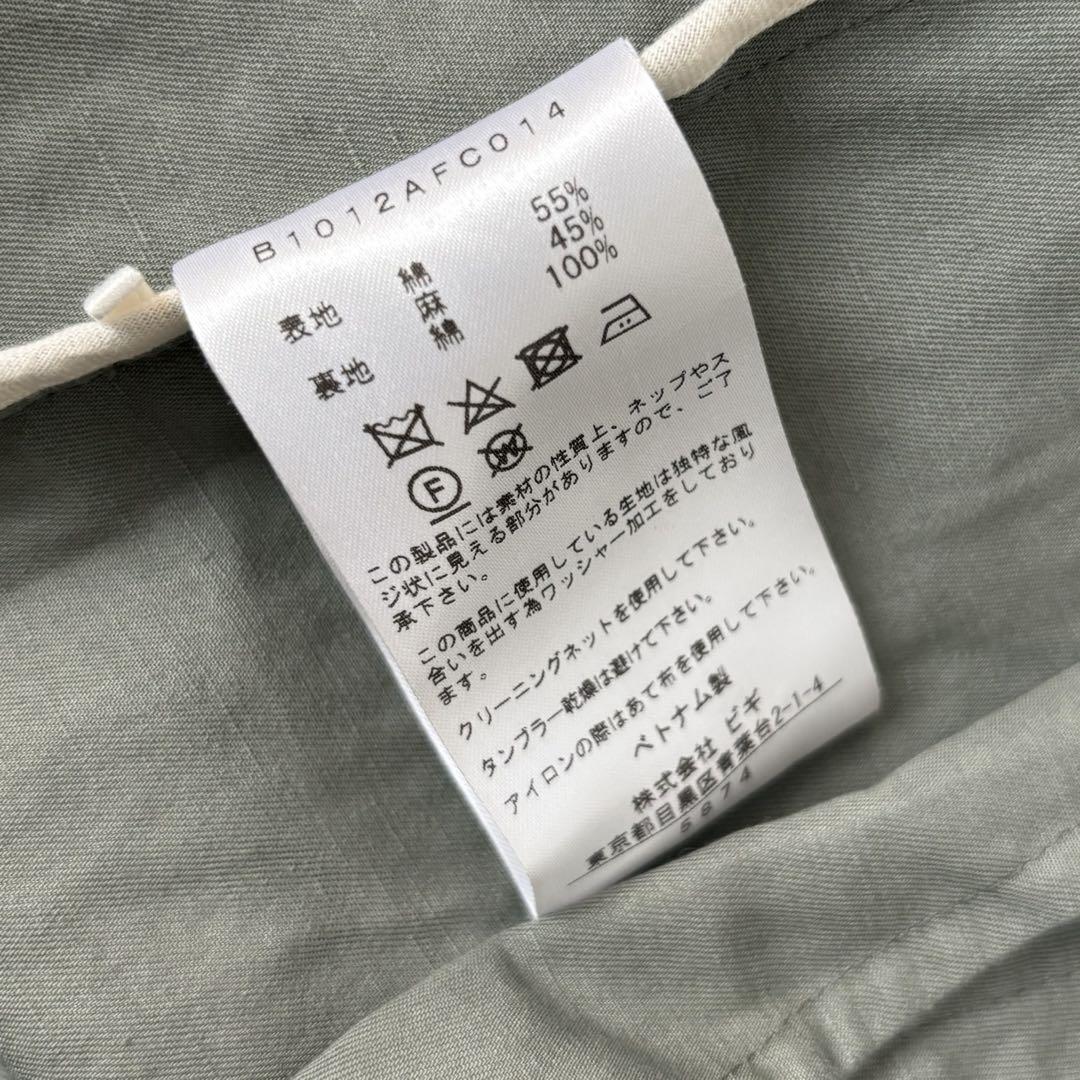 B1012AFC014
表地 綿 55%
麻 45%
裏地 綿 100%
W
F
この製品には素材の性質上、ネップやス
ジ状に見える部分がありますので、ご了
承下さい。
この商品に使用している生地は独特な風
合いを出す為ワッシャー加工をしており
ます。
クリーニングネットを使用して下さい。
タンブラー乾燥は避けて下さい。
アイロンの際はあて布を使用して下さい。
ベトナム製
株式会社 ビギ
東京都目黒区青葉台2-1-4
5874